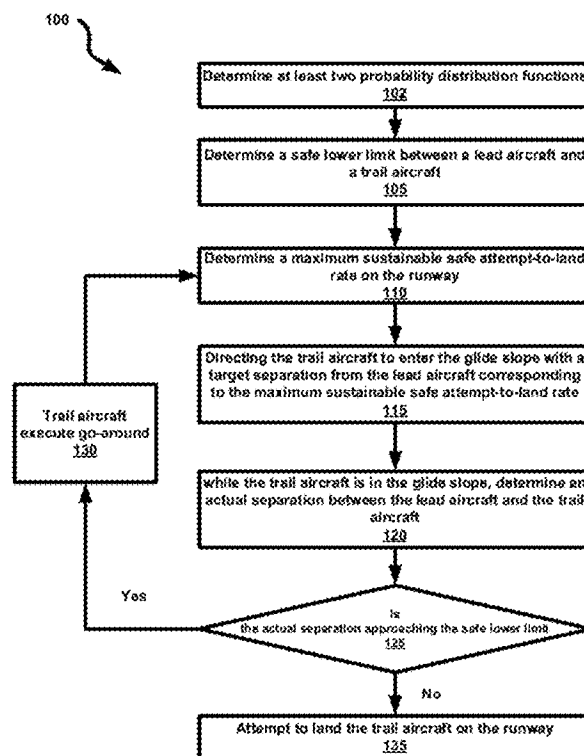 100
Determine at least two probability distribution functions
102
Determine a safe lower limit between a lead aircraft and
a trail aircraft
105
Determine a maximum sustainable safe attempt-to-land
rate on the runway
110
Directing the trail aircraft to enter the glide slope with a
target separation from the lead aircraft corresponding
to the maximum sustainable safe attempt-to-land rate
115
Trail aircraft
execute go-around
130
while the trail aircraft is in the glide slope, determine an
actual separation between the lead aircraft and the trail
aircraft
120
Yes
is
the actual separation approaching the safe lower limit
125
No
Attempt to land the trail aircraft on the runway
135